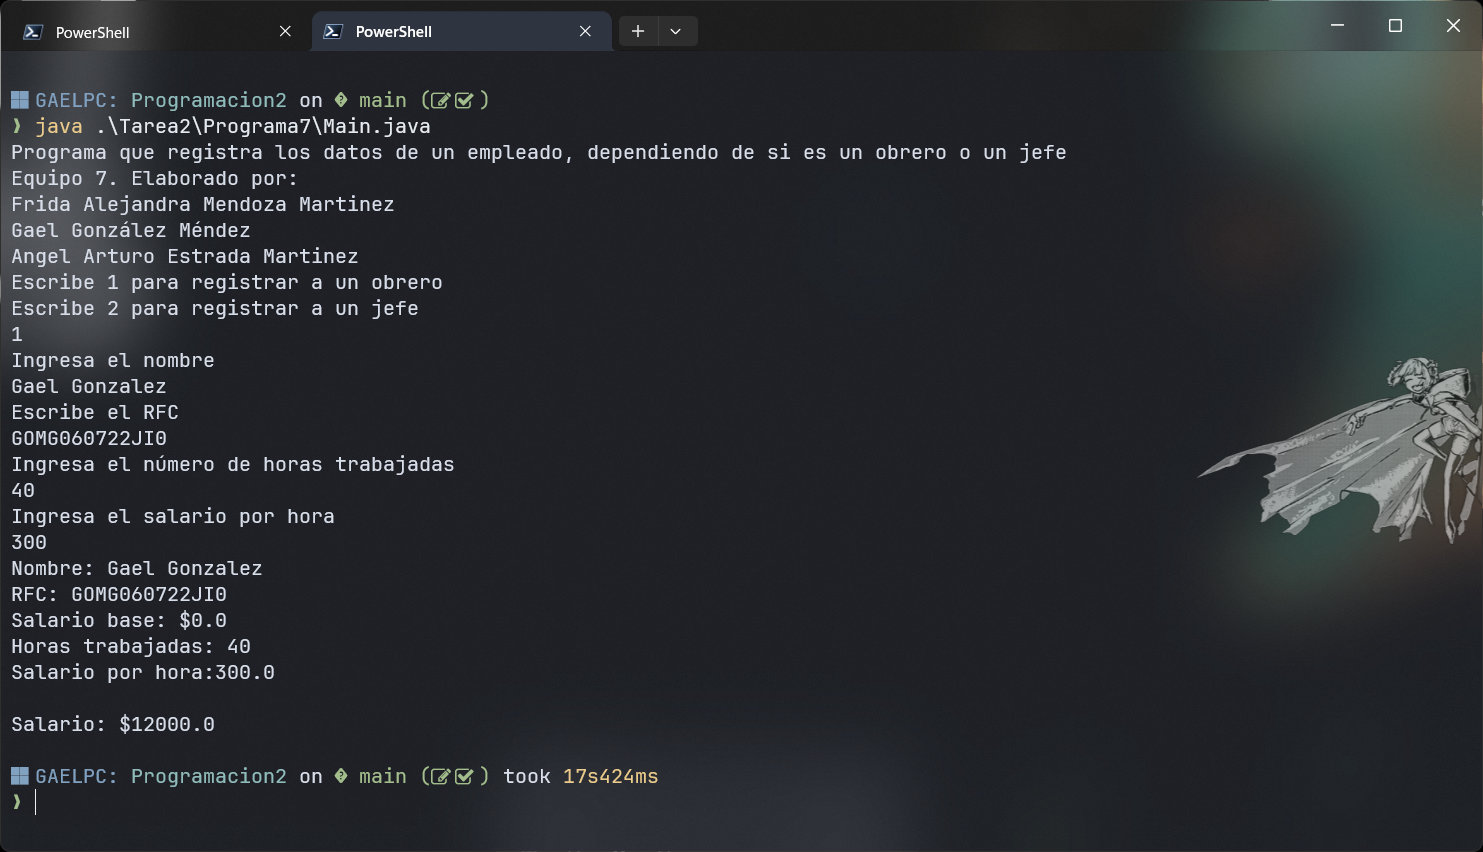 PowerShell
PowerShell
GAELPC: Programacion2 on main ()
❯ java .\Tarea2\Programa7\Main.java
Programa que registra los datos de un empleado, dependiendo de si es un obrero o un jefe
Equipo 7. Elaborado por:
Frida Alejandra Mendoza Martinez
Gael González Méndez
Angel Arturo Estrada Martinez
Escribe 1 para registrar a un obrero
Escribe 2 para registrar a un jefe
1
Ingresa el nombre
Gael Gonzalez
Escribe el RFC
GOMG060722JI0
Ingresa el número de horas trabajadas
40
Ingresa el salario por hora
300
Nombre: Gael Gonzalez
RFC: GOMG060722JI0
Salario base: $0.0
Horas trabajadas: 40
Salario por hora:300.0
Salario: $12000.0
GAELPC: Programacion2 on main () took 17s424ms
❯